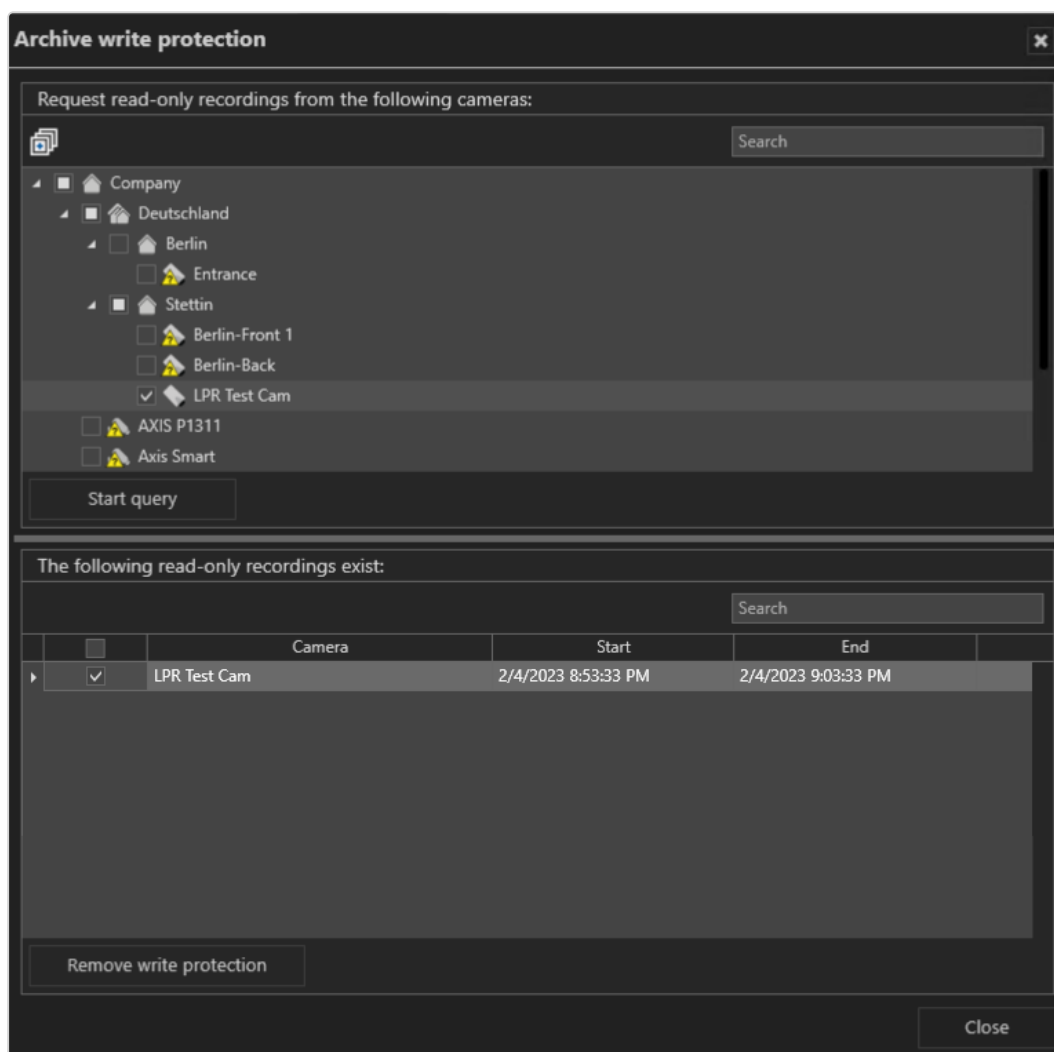 Archive write protection
Request read-only recordings from the following cameras:
Search
Company
Deutschland
Berlin
Entrance
Stettin
Berlin-Front 1
Berlin-Back
LPR Test Cam
AXIS P1311
Axis Smart
Start query
The following read-only recordings exist:
Search
Camera Start End
LPR Test Cam 2/4/2023 8:53:33 PM 2/4/2023 9:03:33 PM
Remove write protection
Close